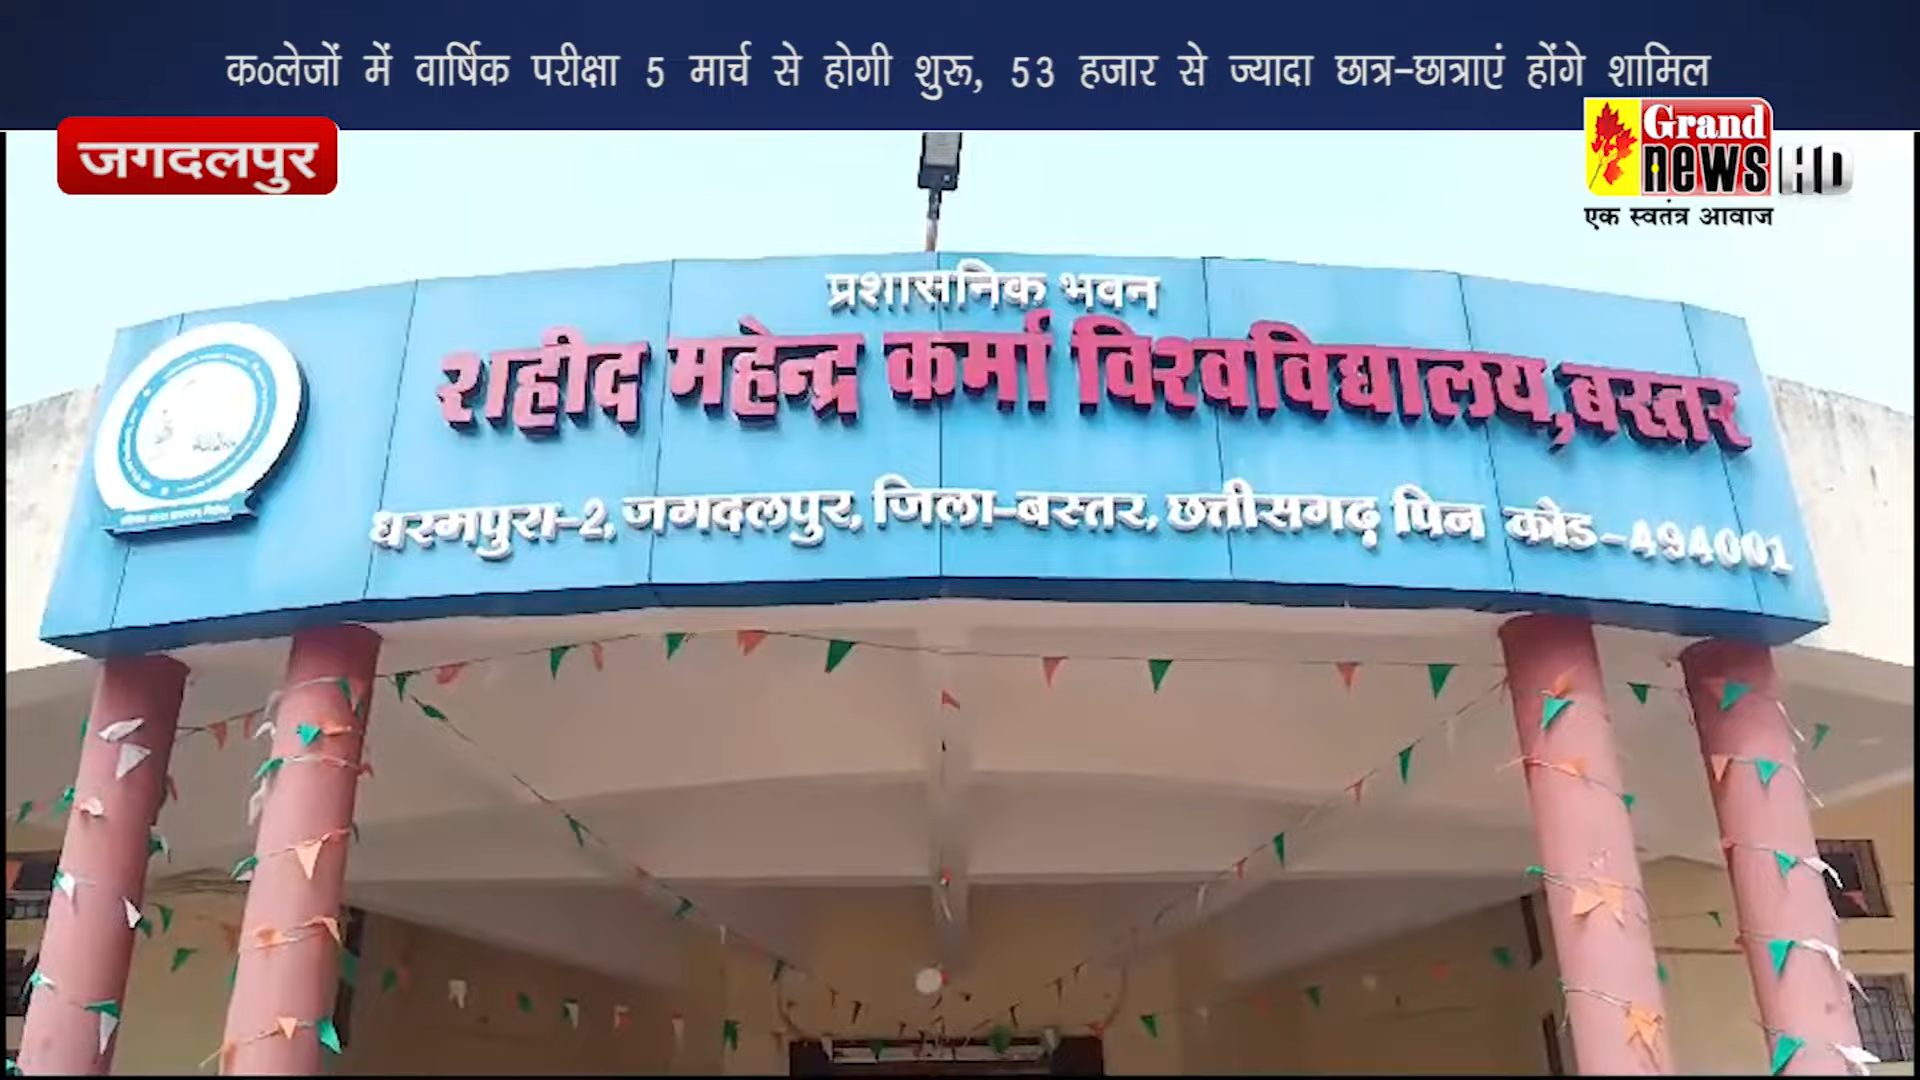 कoलेजों में वार्षिक परीक्षा 5 मार्च से होगी शुरू, 53 हजार से ज्यादा छात्र-छात्राएं होंगे शामिल
जगदलपुर
Grand
news HD
एक स्वतंत्र आवाज
प्रशासनिक भवन
शहीद महेन्द्र कर्मा विश्वविद्यालय,बस्तर
धरमपुरा-2, जगदलपुर, जिला-बस्तर, छत्तीसगढ़ पिन कोड-494001